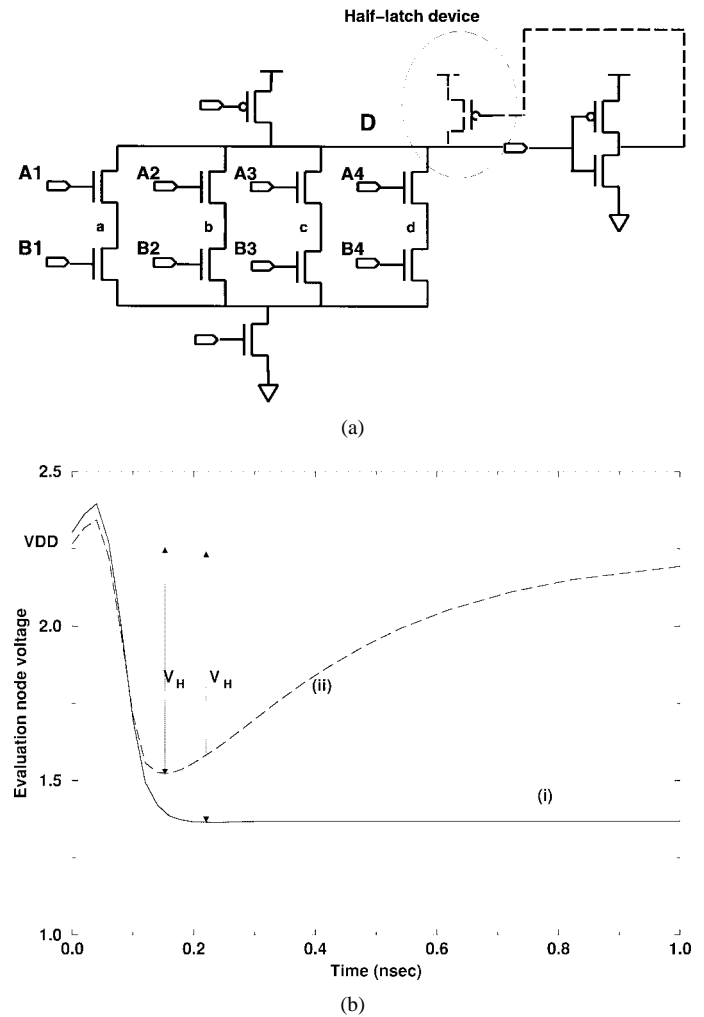 Half-latch device
D
A1 A2 A3 A4
a b c d
B1 B2 B3 B4
(a)
2.5
VDD
2.0
V H V H
(ii)
1.5
(i)
1.0
0.0 0.2 0.4 0.6 0.8 1.0
Evaluation node voltage
Time (nsec)
(b)